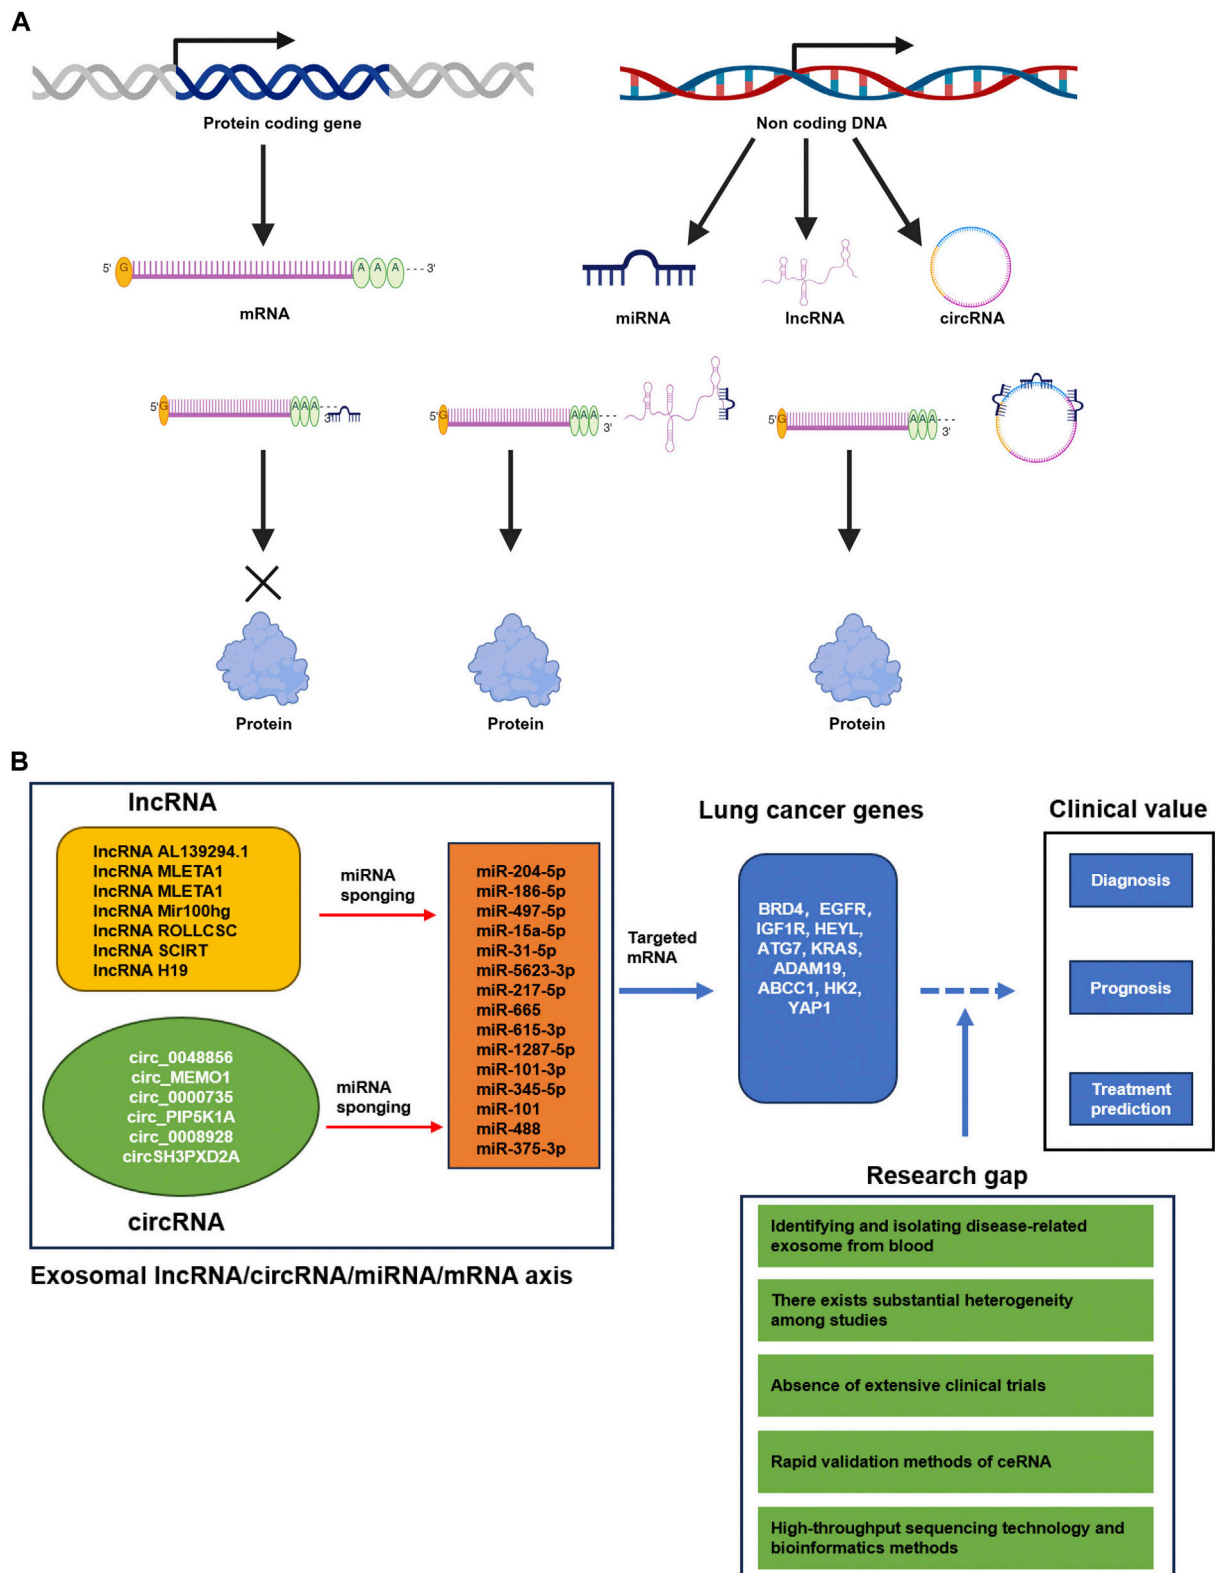 A
Protein coding gene
Non coding DNA
5' G A A A 3'
mRNA
miRNA
lncRNA
circRNA
5' G A A A 3'
5' G A A A 3'
5' G A A A 3'
Protein
Protein
Protein
B
lncRNA
lncRNA AL139294.1
lncRNA MLETA1
lncRNA MLETA1
lncRNA Mir100hg
lncRNA ROLLCSC
lncRNA SCIRT
lncRNA H19
miRNA
sponging
circ_0048856
circ_MEMO1
circ_0000735
circ_PIP5K1A
circ_0008928
circSH3PXD2A
circRNA
miRNA
sponging
miR-204-5p
miR-186-5p
miR-497-5p
miR-15a-5p
miR-31-5p
miR-5623-3p
miR-217-5p
miR-665
miR-615-3p
miR-1287-5p
miR-101-3p
miR-345-5p
miR-101
miR-488
miR-375-3p
Exosomal lncRNA/circRNA/miRNA/mRNA axis
Targeted
mRNA
Lung cancer genes
BRD4, EGFR,
IGF1R, HEYL,
ATG7, KRAS,
ADAM19,
ABCC1, HK2,
YAP1
Clinical value
Diagnosis
Prognosis
Treatment
prediction
Research gap
Identifying and isolating disease-related
exosome from blood
There exists substantial heterogeneity
among studies
Absence of extensive clinical trials
Rapid validation methods of ceRNA
High-throughput sequencing technology and
bioinformatics methods